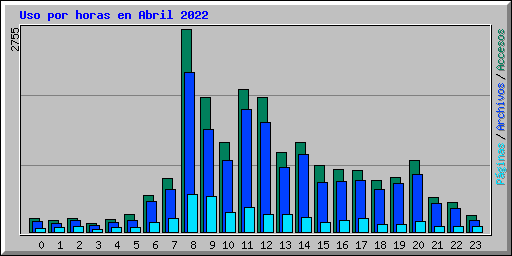 Uso por horas en Abril 2022
2755
0 1 2 3 4 5 6 7 8 9 10 11 12 13 14 15 16 17 18 19 20 21 22 23
Páginas / Archivos / Accesos